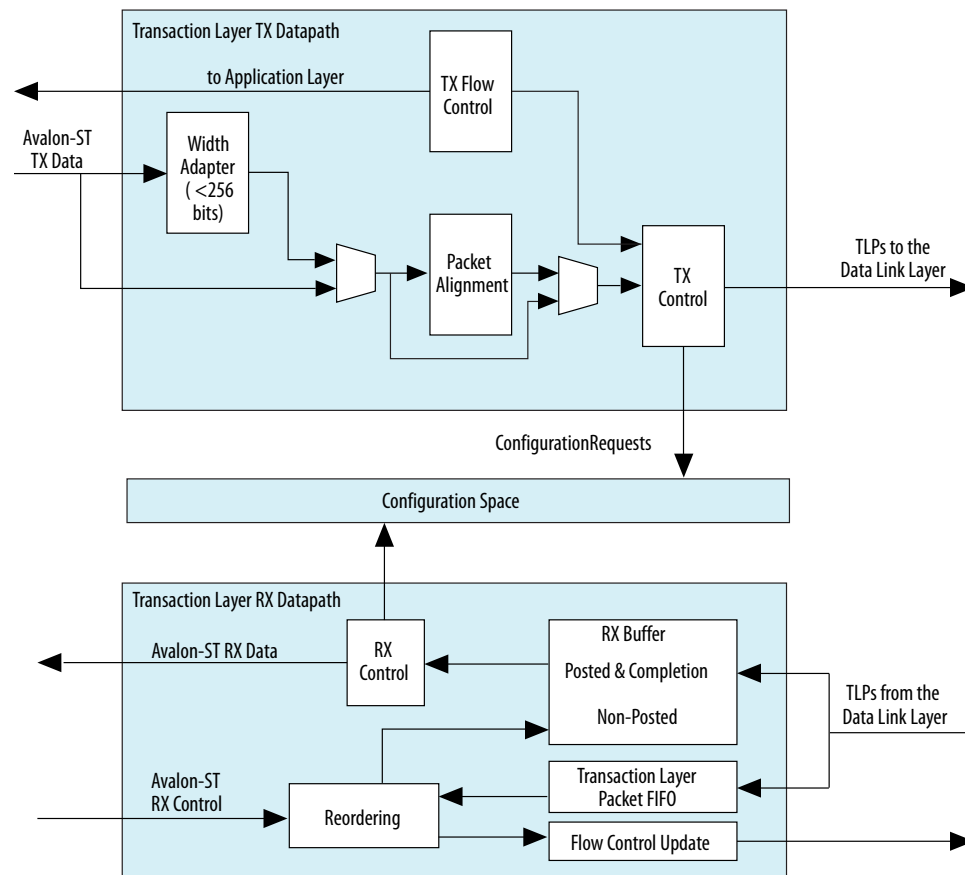 Transaction Layer TX Datapath
to Application Layer
TX Flow
Control
Avalon-ST
TX Data
Width
Adapter
( <256
bits)
Packet
Alignment
TX
Control
TLPs to the
Data Link Layer
ConfigurationRequests
Configuration Space
Transaction Layer RX Datapath
Avalon-ST RX Data
RX
Control
RX Buffer
Posted & Completion
Non-Posted
TLPs from the
Data Link Layer
Avalon-ST
RX Control
Reordering
Transaction Layer
Packet FIFO
Flow Control Update